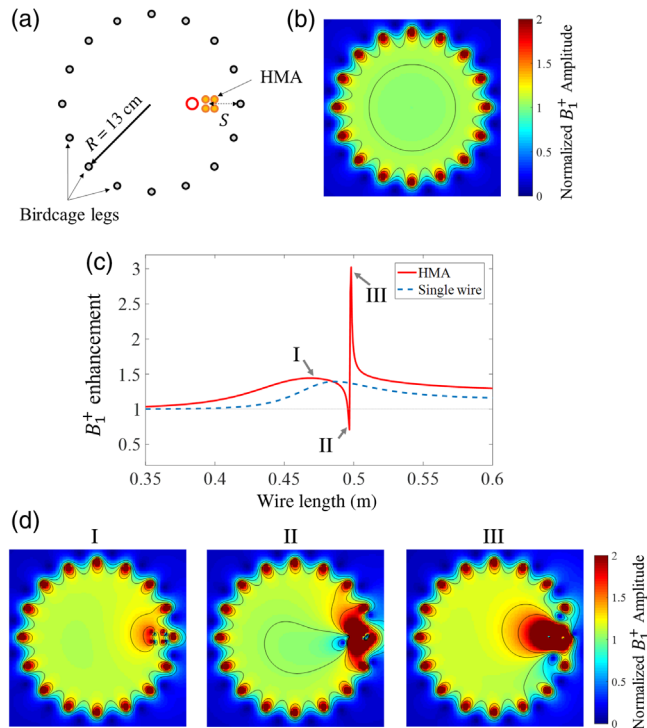 (a)
HMA
S
R = 13 cm
Birdcage legs
(b)
2
1.5
1
0.5
0
Normalized B₁⁺ Amplitude
(c)
3
2.5
2
1.5
1
0.5
B₁⁺ enhancement
HMA
Single wire
I
II
III
0.35 0.4 0.45 0.5 0.55 0.6
Wire length (m)
(d)
I II III
2
1.5
1
0.5
0
Normalized B₁⁺ Amplitude